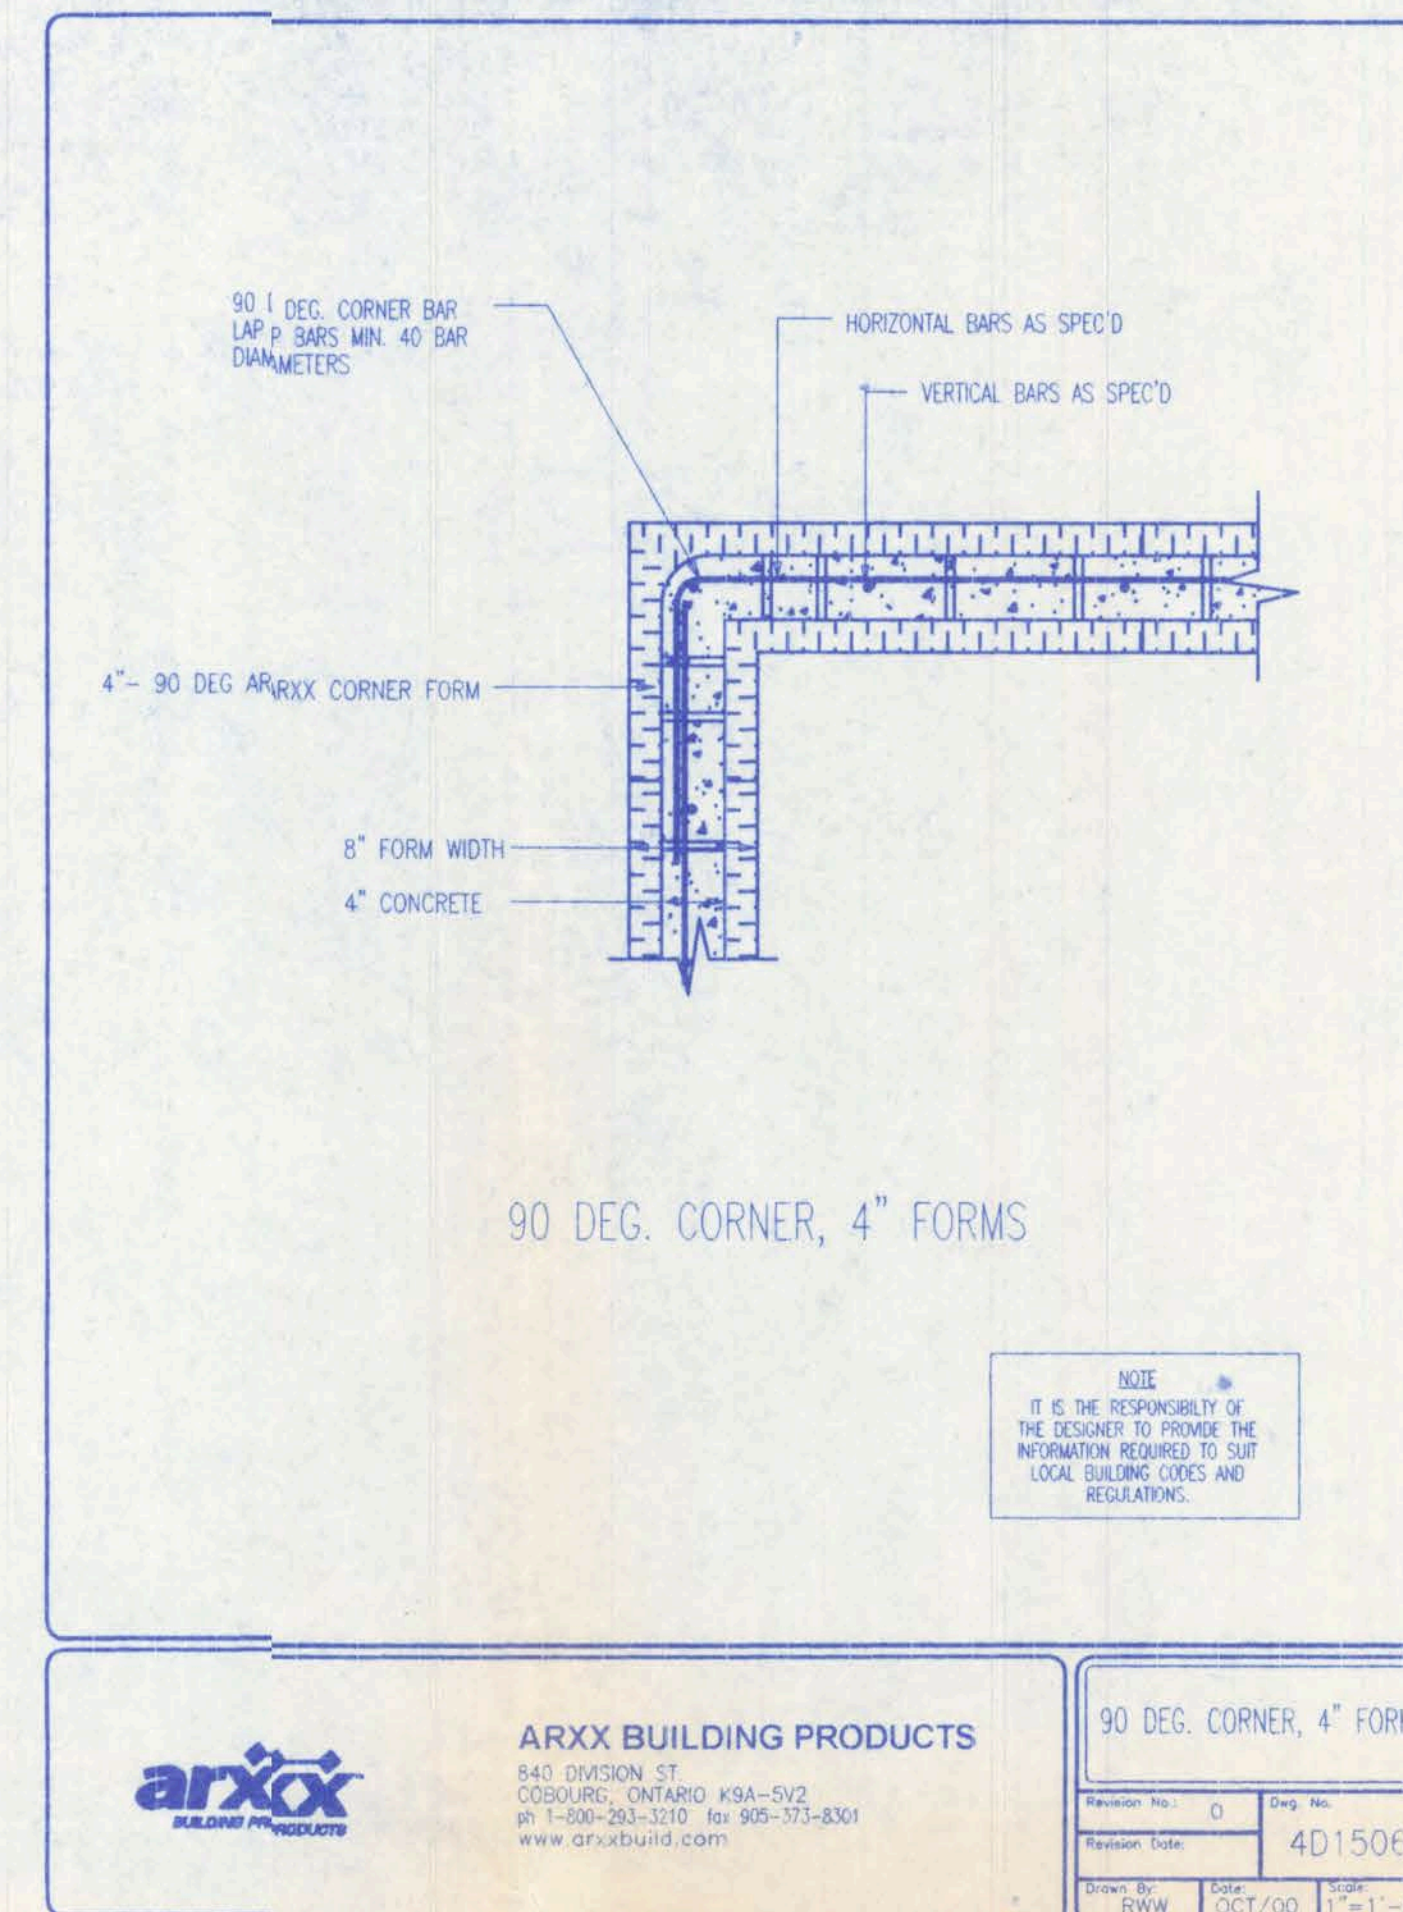 90 DEG. CORNER BAR
LAP BARS MIN. 40 BAR
DIAMETERS
HORIZONTAL BARS AS SPEC'D
VERTICAL BARS AS SPEC'D
4"- 90 DEG ARXX CORNER FORM
8" FORM WIDTH
4" CONCRETE
90 DEG. CORNER, 4" FORMS
NOTE
IT IS THE RESPONSIBILTY OF
THE DESIGNER TO PROVIDE THE
INFORMATION REQUIRED TO SUIT
LOCAL BUILDING CODES AND
REGULATIONS.
arxx
BUILDING PRODUCTS
ARXX BUILDING PRODUCTS
840 DIVISION ST.
COBOURG, ONTARIO K9A-5V2
ph 1-800-293-3210 fax 905-373-8301
www.arxxbuild.com
90 DEG. CORNER, 4" FOR
Revision No.: 0
Dwg. No.
4D1506
Revision Date:
Drawn By:
RWW
Date:
OCT/00
Scale:
1"=1'-